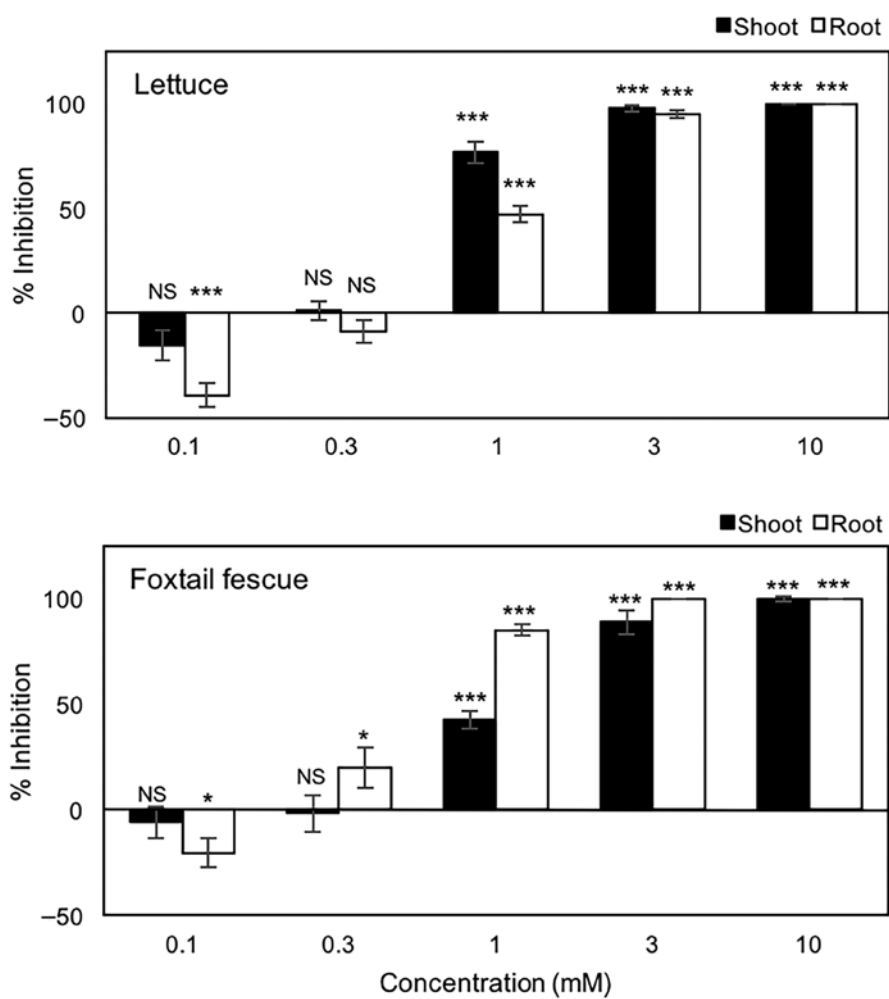 ■Shoot □Root
Lettuce
% Inhibition
100
50
0
–50
*** *** *** ***
***
***
NS *** NS NS
0.1 0.3 1 3 10
■Shoot □Root
Foxtail fescue
% Inhibition
100
50
0
–50
*** *** *** ***
***
***
NS * NS *
0.1 0.3 1 3 10
Concentration (mM)